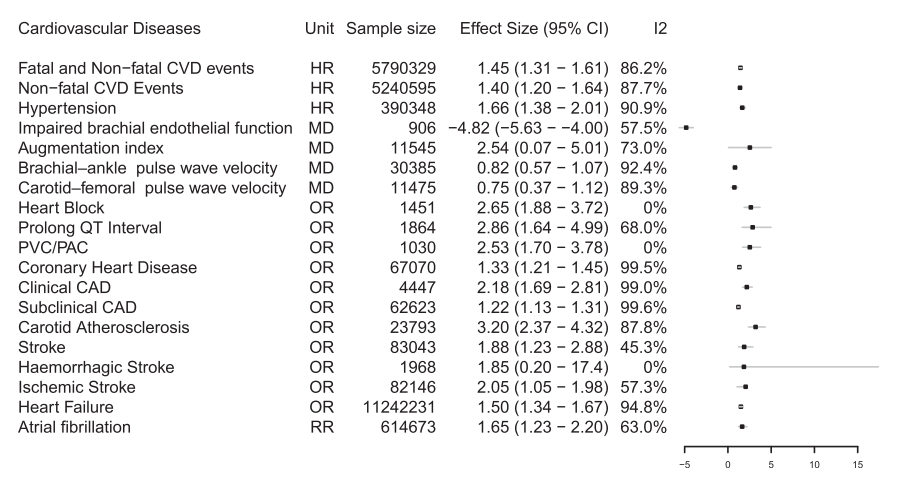 Cardiovascular Diseases Unit Sample size Effect Size (95% CI) I2
Fatal and Non−fatal CVD events HR 5790329 1.45 (1.31 − 1.61) 86.2%
Non−fatal CVD Events HR 5240595 1.40 (1.20 − 1.64) 87.7%
Hypertension HR 390348 1.66 (1.38 − 2.01) 90.9%
Impaired brachial endothelial function MD 906 −4.82 (−5.63 − −4.00) 57.5%
Augmentation index MD 11545 2.54 (0.07 − 5.01) 73.0%
Brachial–ankle pulse wave velocity MD 30385 0.82 (0.57 − 1.07) 92.4%
Carotid–femoral pulse wave velocity MD 11475 0.75 (0.37 − 1.12) 89.3%
Heart Block OR 1451 2.65 (1.88 − 3.72) 0%
Prolong QT Interval OR 1864 2.86 (1.64 − 4.99) 68.0%
PVC/PAC OR 1030 2.53 (1.70 − 3.78) 0%
Coronary Heart Disease OR 67070 1.33 (1.21 − 1.45) 99.5%
Clinical CAD OR 4447 2.18 (1.69 − 2.81) 99.0%
Subclinical CAD OR 62623 1.22 (1.13 − 1.31) 99.6%
Carotid Atherosclerosis OR 23793 3.20 (2.37 − 4.32) 87.8%
Stroke OR 83043 1.88 (1.23 − 2.88) 45.3%
Haemorrhagic Stroke OR 1968 1.85 (0.20 − 17.4) 0%
Ischemic Stroke OR 82146 2.05 (1.05 − 1.98) 57.3%
Heart Failure OR 11242231 1.50 (1.34 − 1.67) 94.8%
Atrial fibrillation RR 614673 1.65 (1.23 − 2.20) 63.0%
−5 0 5 10 15